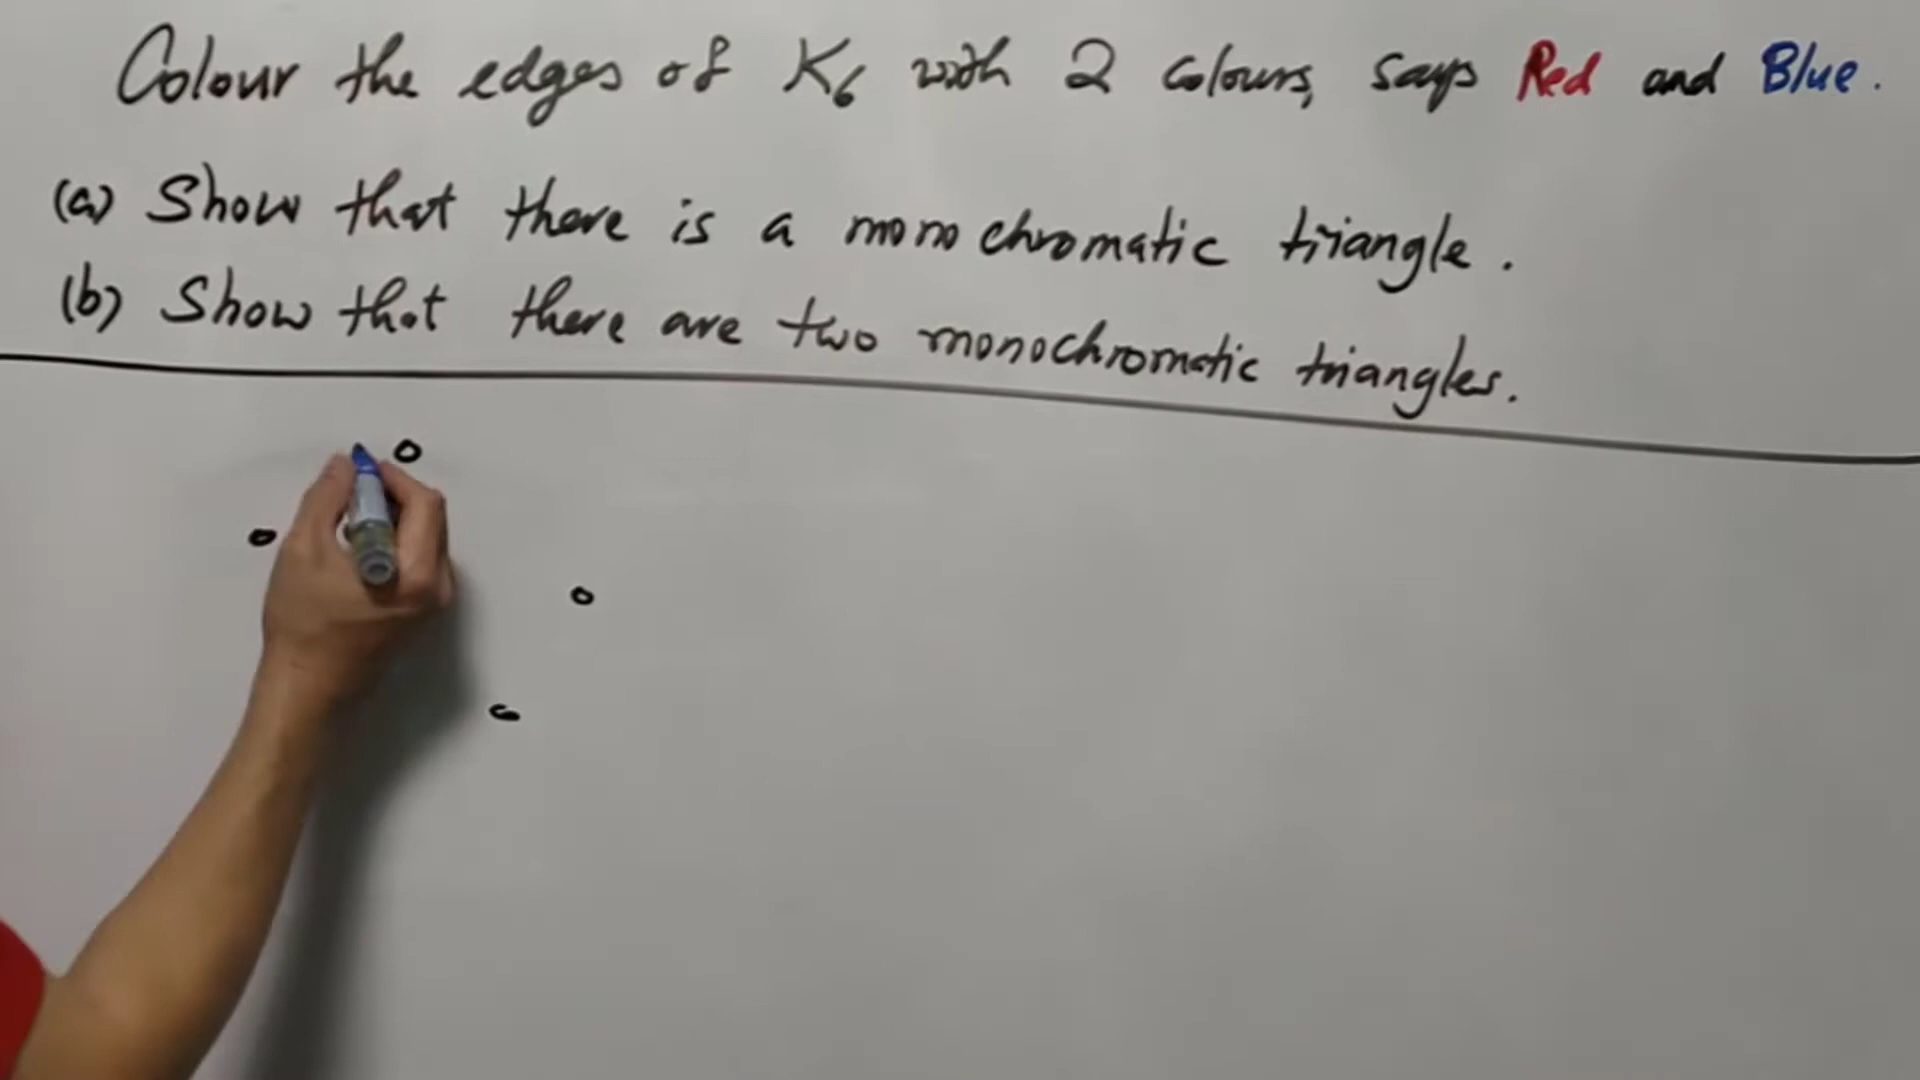 Colour the edges of K₆ with 2 colours, says Red and Blue.
(a) Show that there is a monochromatic triangle.
(b) Show that there are two monochromatic triangles.